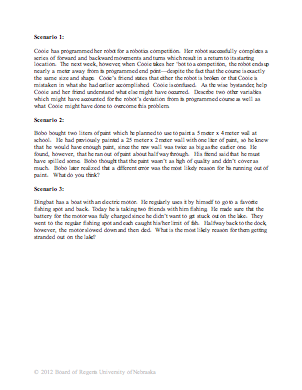 Scenario 1:
Cooie has programmed her robot for a robotics competition. Her robot successfully completes a
series of forward and backward movements and turns which result in a return to its starting
location. The next week, however, when Cooie takes her 'bot to a competition, the robot ends up
nearly a meter away from its programmed end point—despite the fact that the course is exactly
the same size and shape. Cooie's friend states that either the robot is broken or that Cooie is
mistaken in what she had earlier accomplished. Cooie is confused. As the wise bystander, help
Cooie and her friend understand what else might have occurred. Describe two other variables
which might have accounted for the robot's deviation from its programmed course as well as
what Cooie might have done to overcome this problem.
Scenario 2:
Bobo bought two liters of paint which he planned to use to paint a 5 meter x 4 meter wall at
school. He had previously painted a 2.5 meter x 2 meter wall with one liter of paint, so he knew
that he would have enough paint, since the new wall was twice as big as the earlier one. He
found, however, that he ran out of paint about halfway through. His friend said that he must
have spilled some. Bobo thought that the paint wasn't as high of quality and didn't cover as
much. Bobo later realized that a different error was the most likely reason for his running out of
paint. What do you think?
Scenario 3:
Dingbat has a boat with an electric motor. He regularly uses it by himself to go to a favorite
fishing spot and back. Today he is taking two friends with him fishing. He made sure that the
battery for the motor was fully charged since he didn't want to get stuck out on the lake. They
went to the regular fishing spot and each caught his/her limit of fish. Halfway back to the dock,
however, the motor slowed down and then died. What is the most likely reason for them getting
stranded out on the lake?
© 2012 Board of Regents University of Nebraska